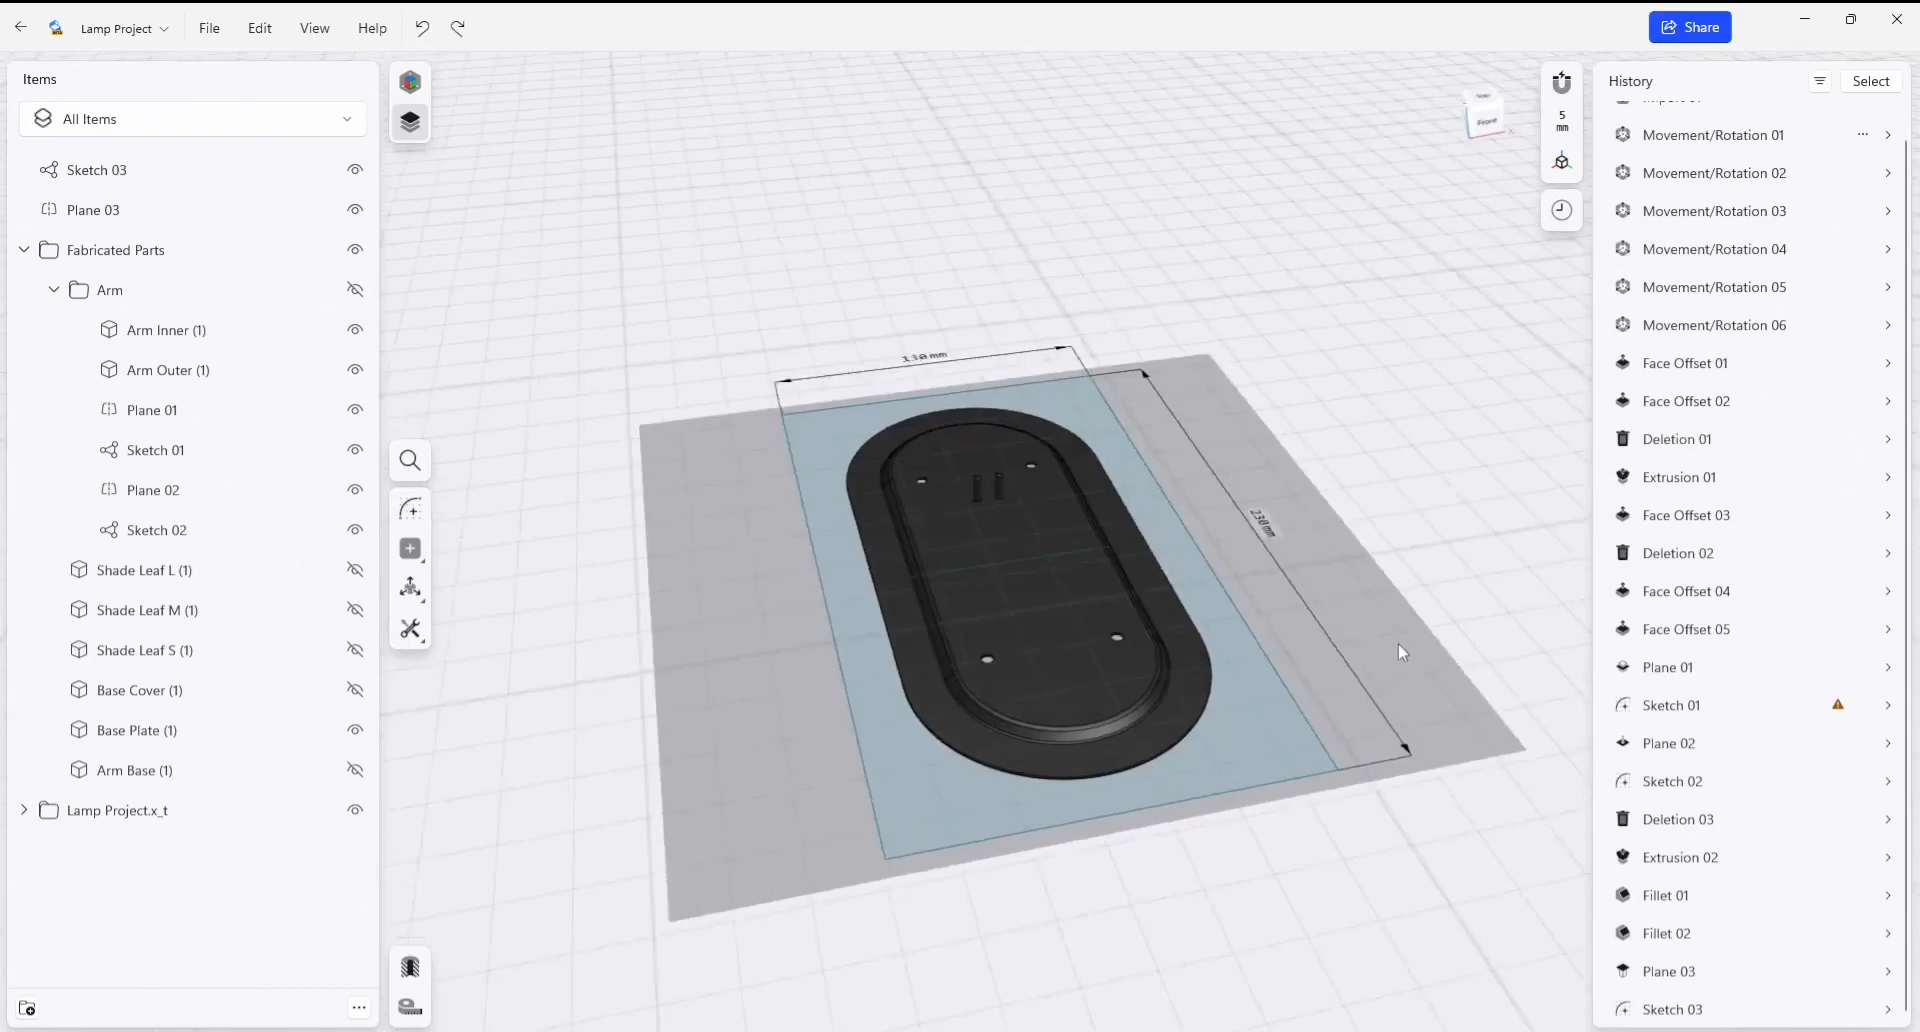 Lamp Project
File
Edit
View
Help
Share
Items
All Items
Sketch 03
Plane 03
Fabricated Parts
Arm
Arm Inner (1)
Arm Outer (1)
Plane 01
Sketch 01
Plane 02
Sketch 02
Shade Leaf L (1)
Shade Leaf M (1)
Shade Leaf S (1)
Base Cover (1)
Base Plate (1)
Arm Base (1)
Lamp Project.x_t
130mm
230mm
Front
5
mm
History
Select
Movement/Rotation 01
Movement/Rotation 02
Movement/Rotation 03
Movement/Rotation 04
Movement/Rotation 05
Movement/Rotation 06
Face Offset 01
Face Offset 02
Deletion 01
Extrusion 01
Face Offset 03
Deletion 02
Face Offset 04
Face Offset 05
Plane 01
Sketch 01
Plane 02
Sketch 02
Deletion 03
Extrusion 02
Fillet 01
Fillet 02
Plane 03
Sketch 03